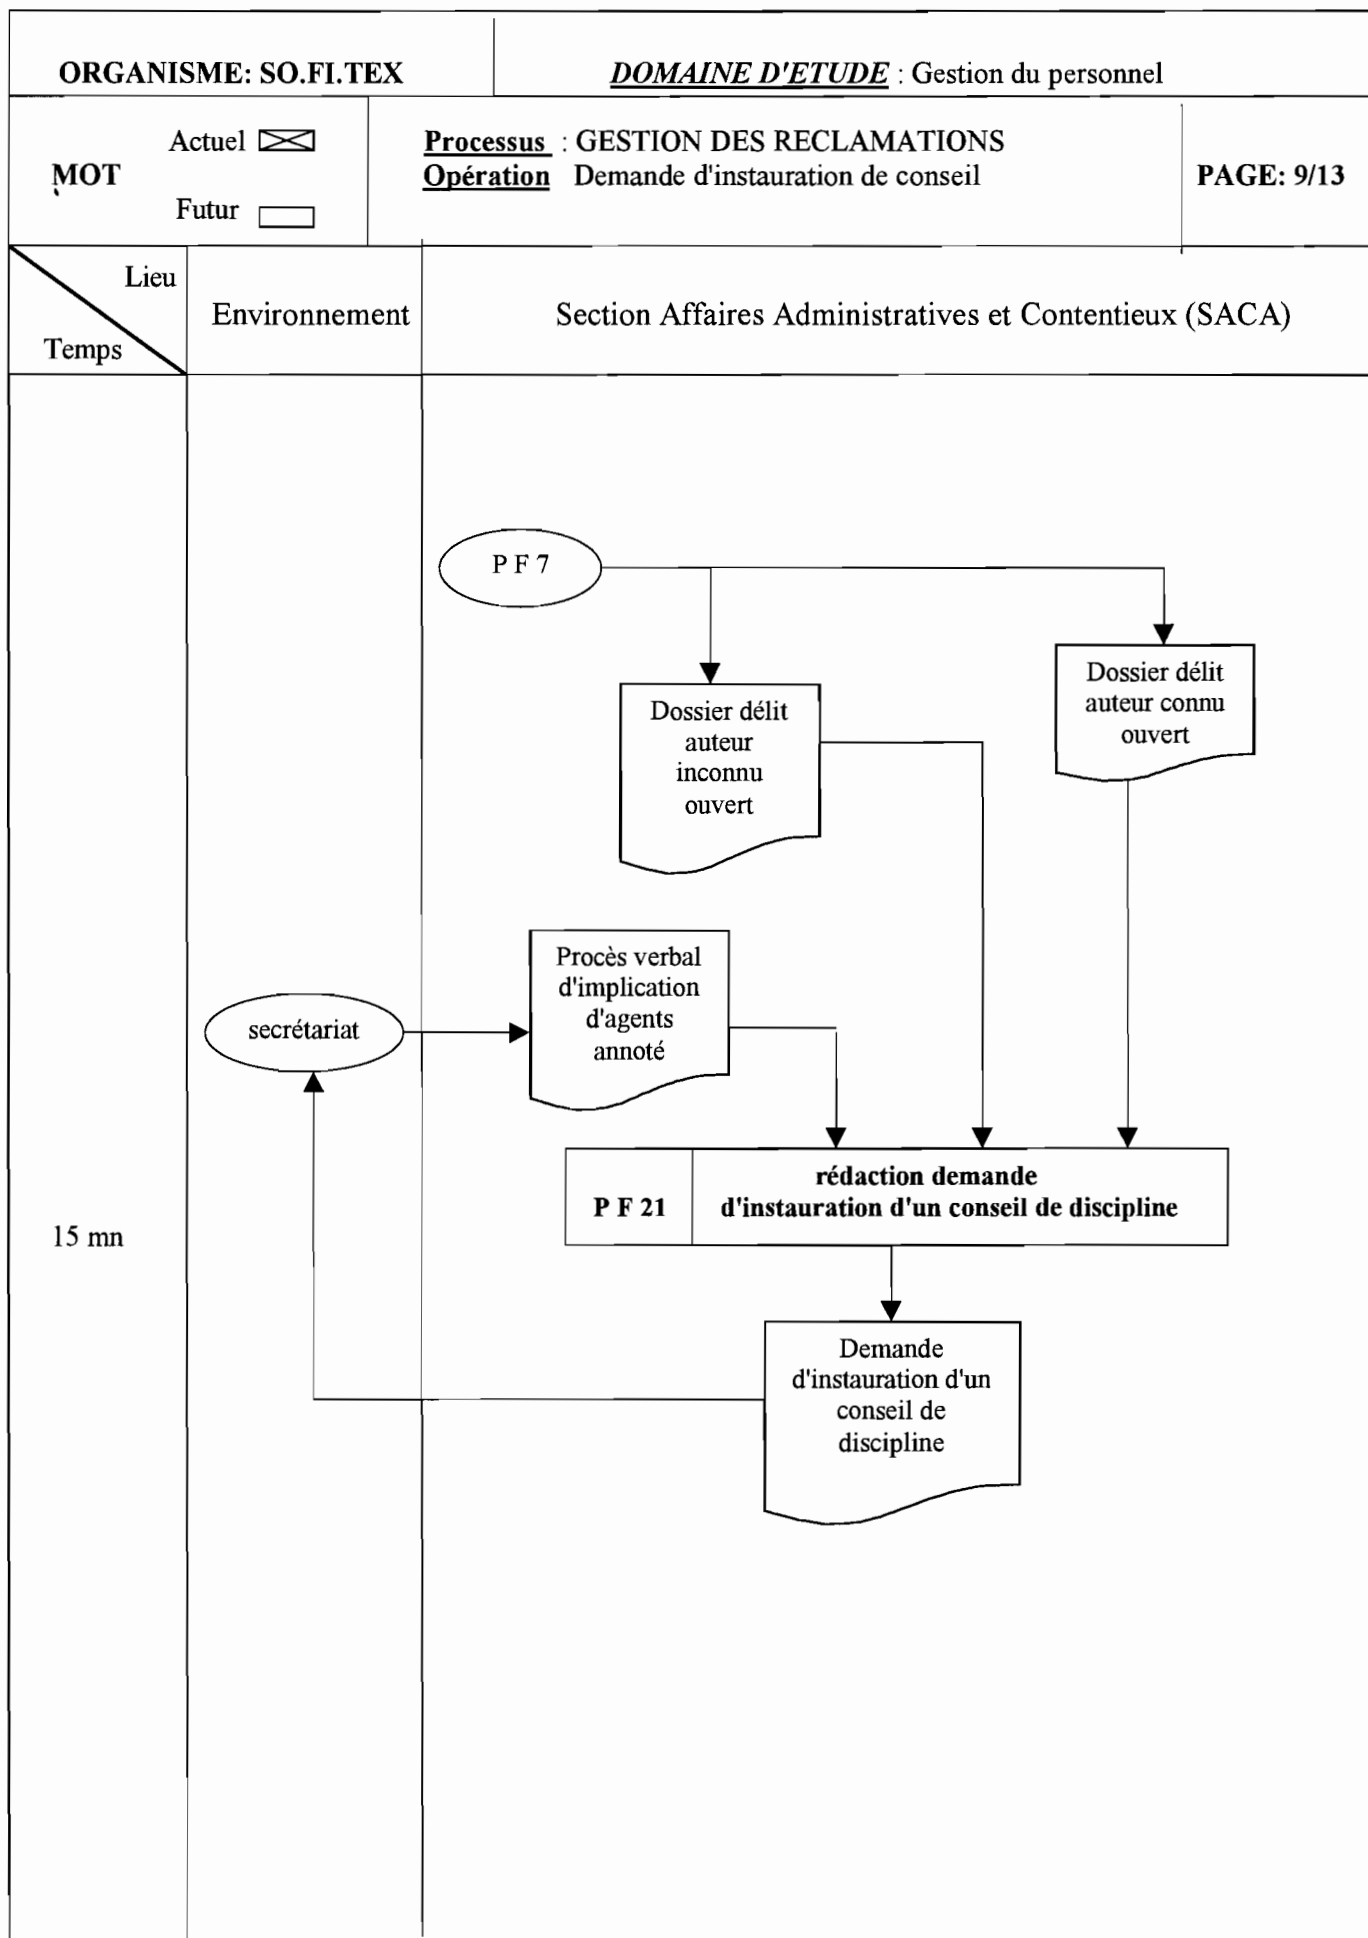 ORGANISME: SO.FI.TEX
DOMAINE D'ETUDE : Gestion du personnel
MOT
Actuel
Futur
Processus : GESTION DES RECLAMATIONS
Opération Demande d'instauration de conseil
PAGE: 9/13
Lieu
Temps
Environnement
Section Affaires Administratives et Contentieux (SACA)
P F 7
Dossier délit
auteur connu
ouvert
Dossier délit
auteur
inconnu
ouvert
Procès verbal
d'implication
d'agents
annoté
secrétariat
P F 21
rédaction demande
d'instauration d'un conseil de discipline
15 mn
Demande
d'instauration d'un
conseil de
discipline